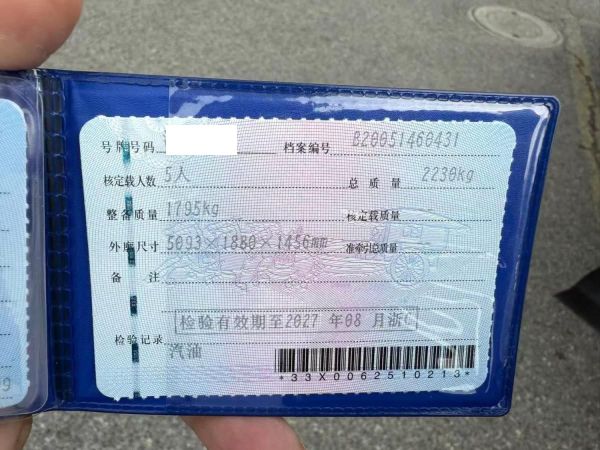 号牌号码 档案编号 B20051460431
核定载人数 5人 总质量 2230kg
整备质量 1795kg 核定载质量
外廓尺寸 5093×1880×1456mm 准牵引总质量
备注
检验有效期至2027年08月浙C
检验记录
汽油
*33X0062510213*